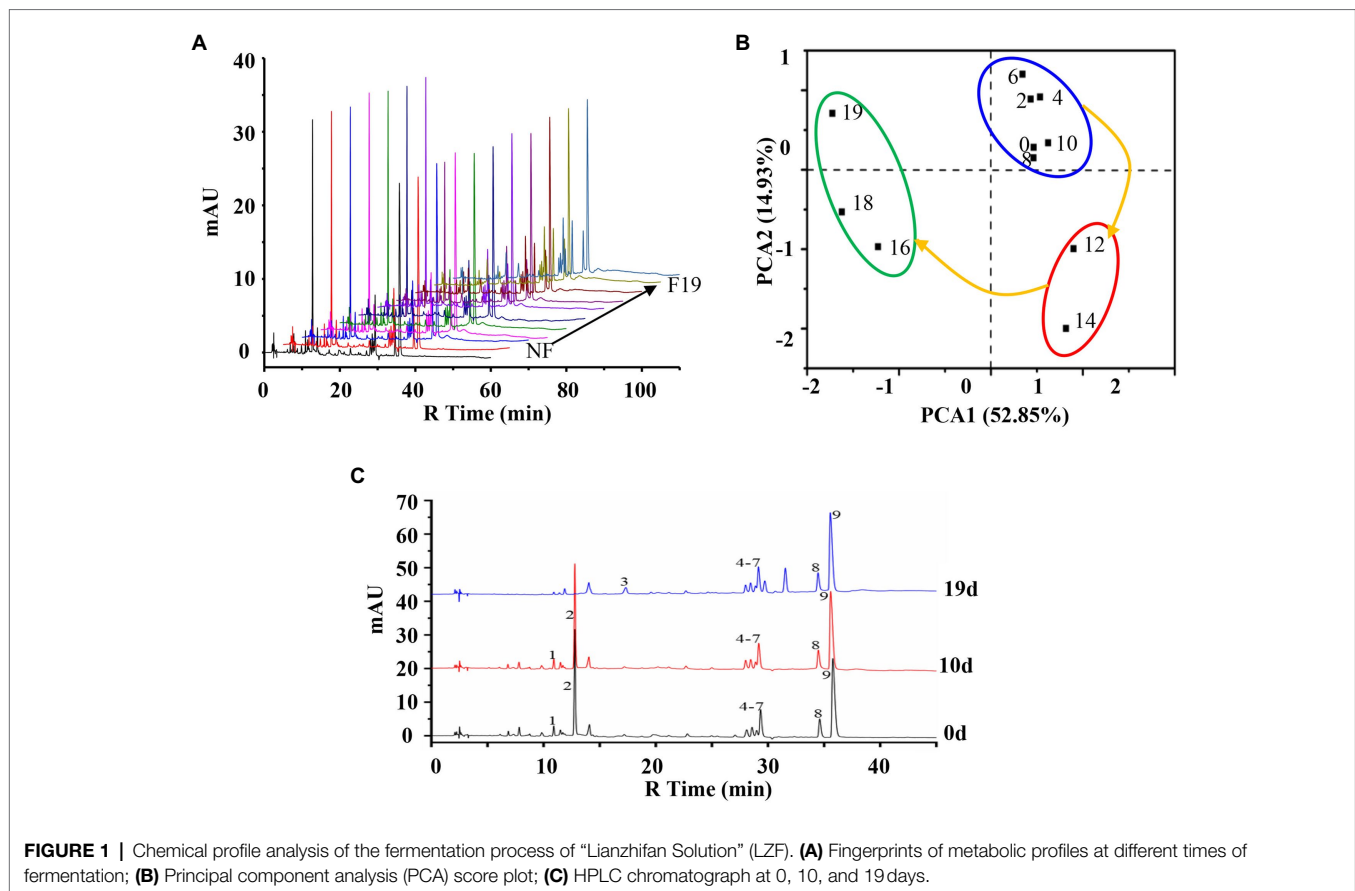 A
40
30
20
10
0
mAU
0 20 40 60 80 100
R Time (min)
NF
F19
B
1
0
-1
-2
PCA2 (14.93%)
6
2 4
0 10
8
19
18
16
12
14
-2 -1 0 1 2
PCA1 (52.85%)
C
70
60
50
40
30
20
10
0
mAU
3 4-7 8 9 19d
1 2 4-7 8 9 10d
1 2 4-7 8 9 0d
0 10 20 30 40
R Time (min)
FIGURE 1 | Chemical profile analysis of the fermentation process of “Lianzhifan Solution” (LZF). (A) Fingerprints of metabolic profiles at different times of
fermentation; (B) Principal component analysis (PCA) score plot; (C) HPLC chromatograph at 0, 10, and 19 days.